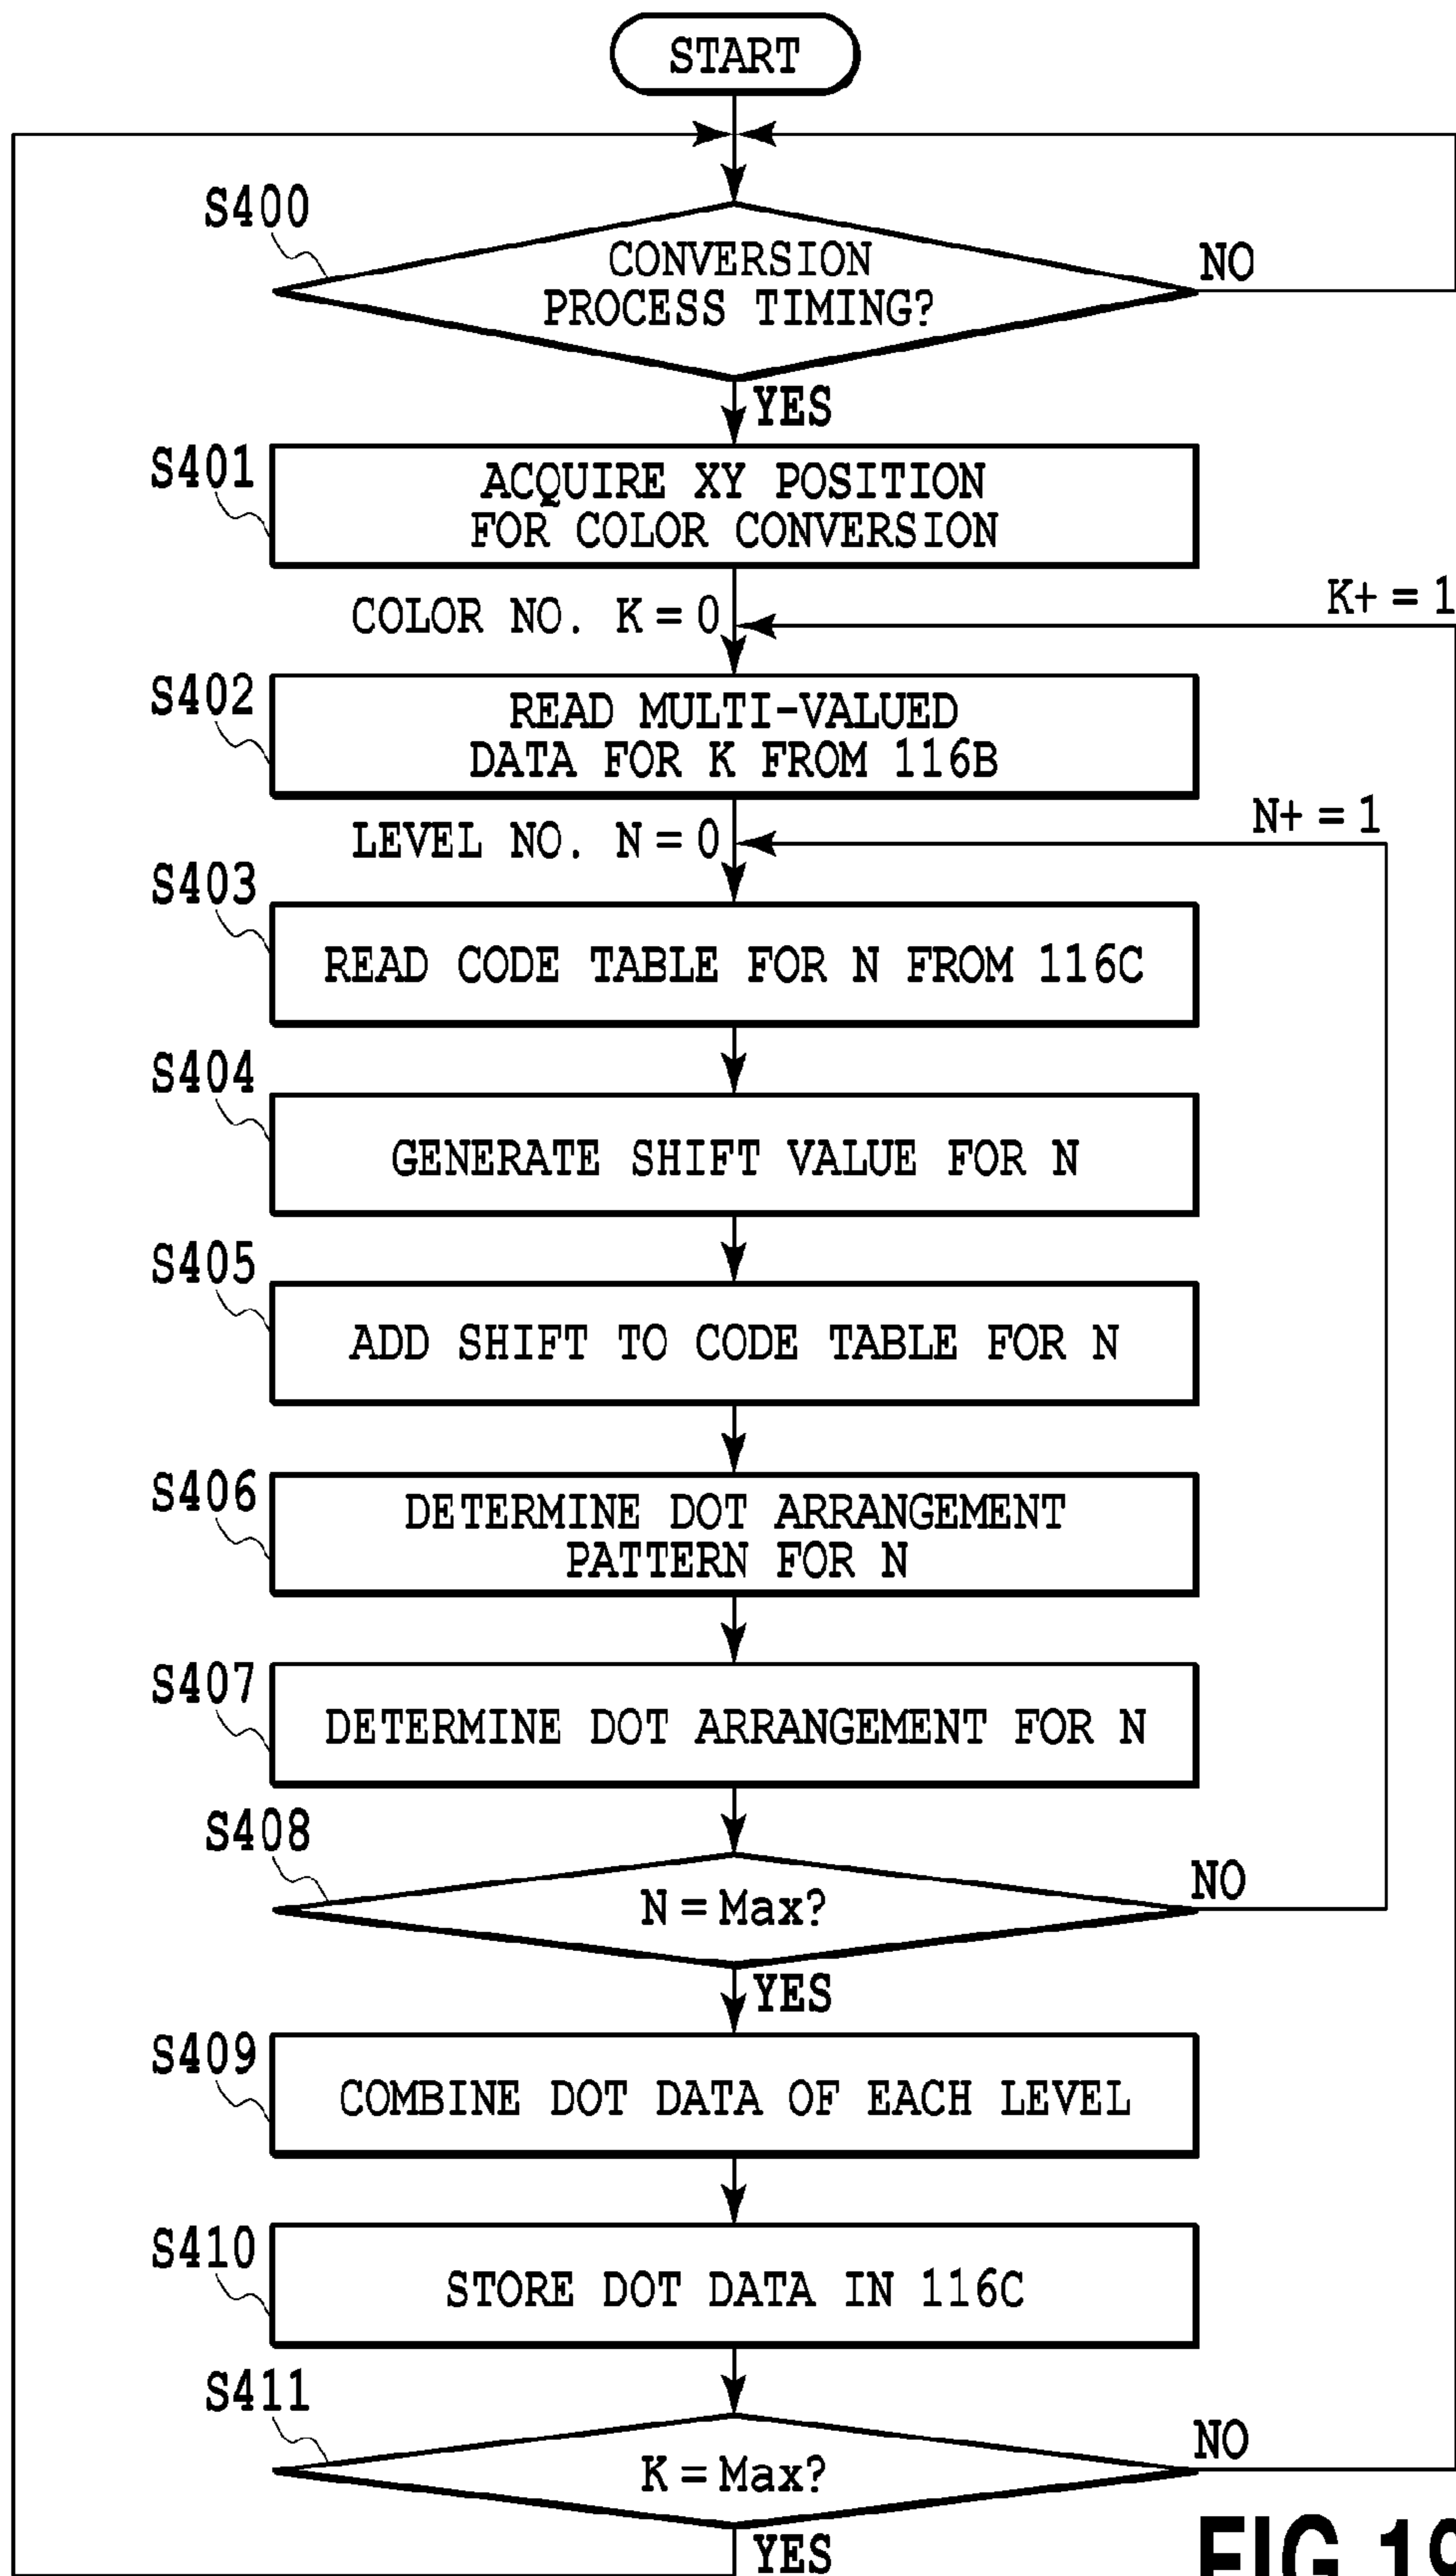 START
S400
CONVERSION
PROCESS TIMING?
NO
YES
S401
ACQUIRE XY POSITION
FOR COLOR CONVERSION
K+ = 1
COLOR NO. K = 0
S402
READ MULTI-VALUED
DATA FOR K FROM 116B
N+ = 1
LEVEL NO. N = 0
S403
READ CODE TABLE FOR N FROM 116C
S404
GENERATE SHIFT VALUE FOR N
S405
ADD SHIFT TO CODE TABLE FOR N
S406
DETERMINE DOT ARRANGEMENT
PATTERN FOR N
S407
DETERMINE DOT ARRANGEMENT FOR N
S408
N = Max?
NO
YES
S409
COMBINE DOT DATA OF EACH LEVEL
S410
STORE DOT DATA IN 116C
S411
K = Max?
NO
YES
FIG.19